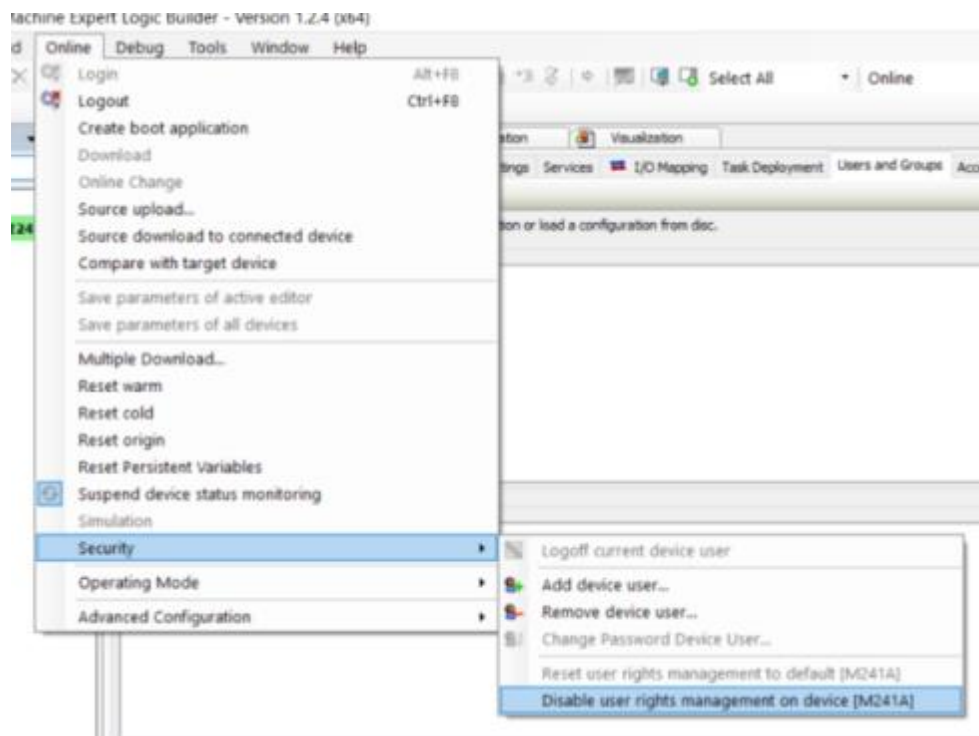 Machine Expert Logic Builder - Version 1.2.4 (x64)
Online Debug Tools Window Help
Login Alt+F8
Select All
Online
Logout Ctrl+F8
Create boot application
Visualization
Download
Services I/O Mapping Task Deployment Users and Groups
Online Change
Source upload...
on or load a configuration from disc.
Source download to connected device
Compare with target device
Save parameters of active editor
Save parameters of all devices
Multiple Download...
Reset warm
Reset cold
Reset origin
Reset Persistent Variables
Suspend device status monitoring
Simulation
Security
Logoff current device user
Operating Mode
Add device user...
Advanced Configuration
Remove device user...
Change Password Device User...
Reset user rights management to default [M241A]
Disable user rights management on device [M241A]